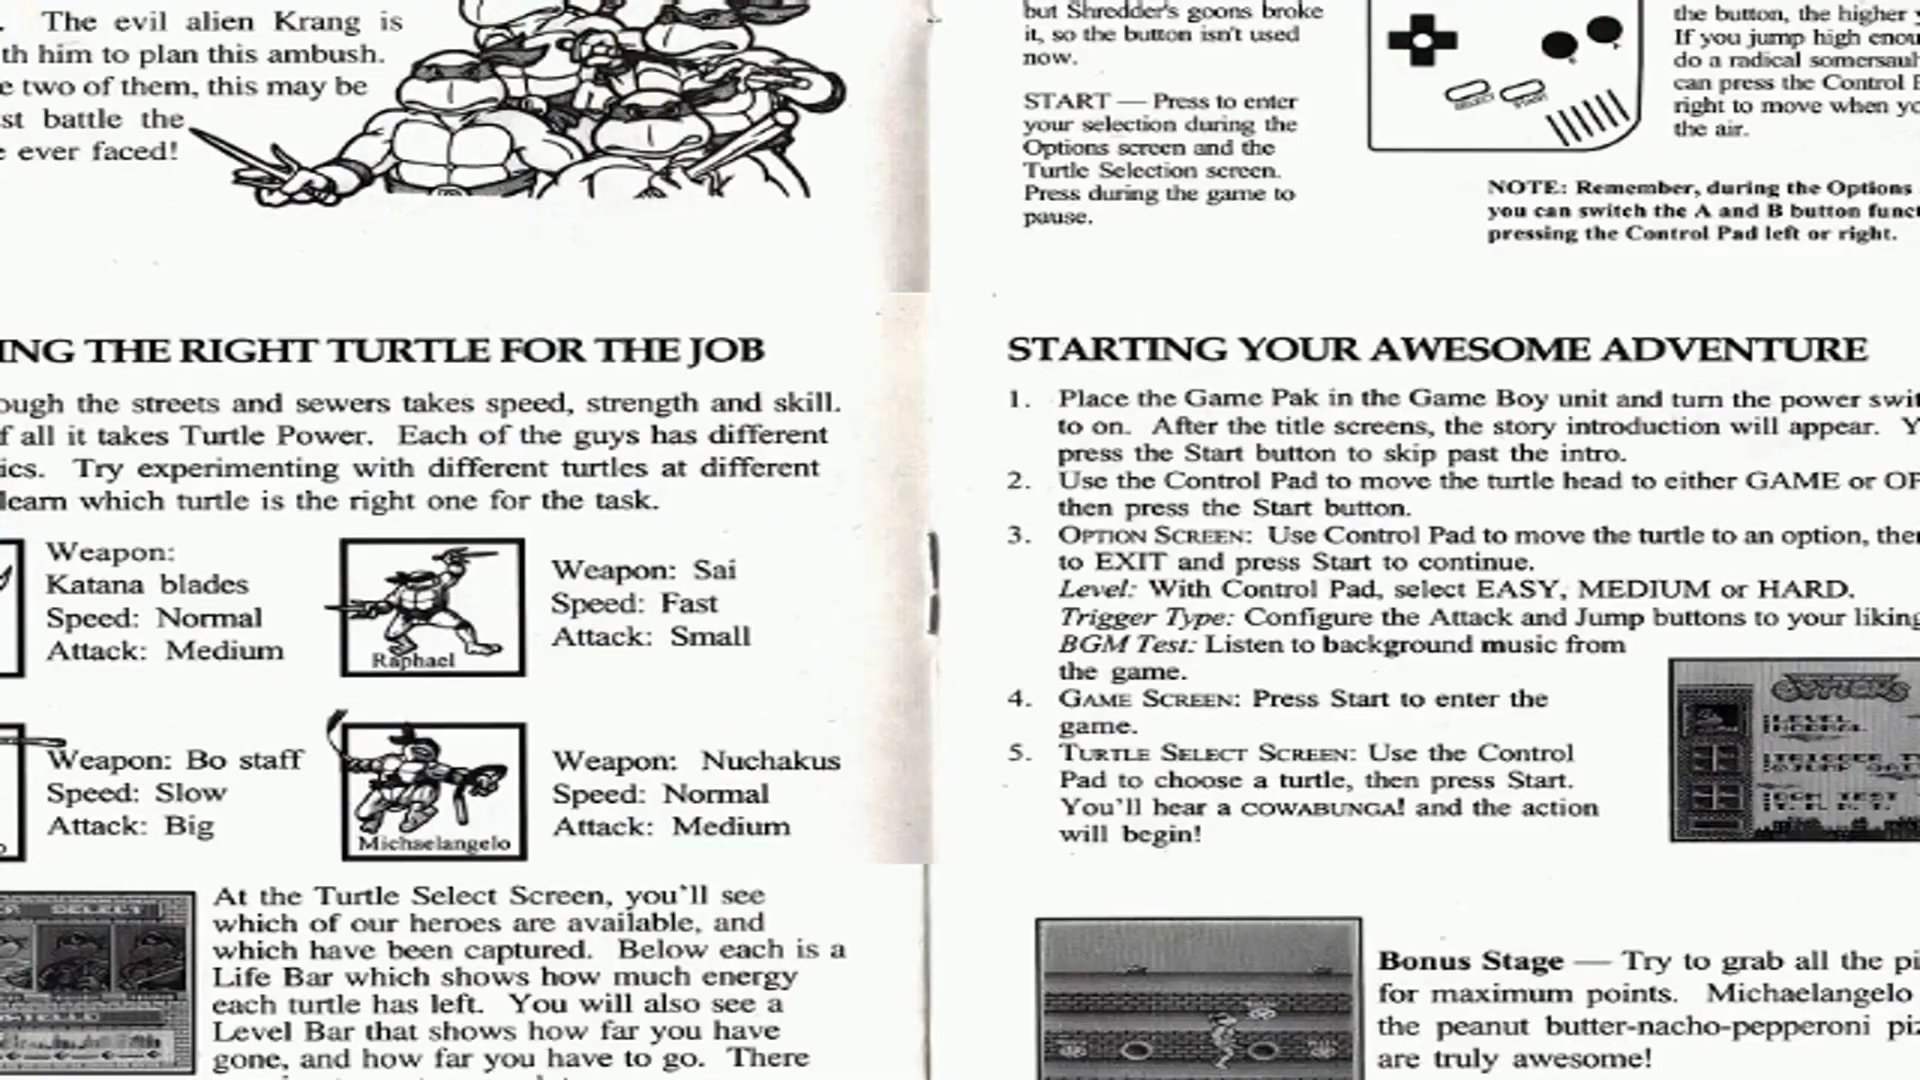 . The evil alien Krang is
th him to plan this ambush.
e two of them, this may be
st battle the
e ever faced!
but Shredder's goons broke
it, so the button isn't used
now.
START — Press to enter
your selection during the
Options screen and the
Turtle Selection screen.
Press during the game to
pause.
SELECT START
the button, the higher y
If you jump high enou
do a radical somersault
can press the Control P
right to move when yo
the air.
NOTE: Remember, during the Options
you can switch the A and B button funct
pressing the Control Pad left or right.
ING THE RIGHT TURTLE FOR THE JOB
ough the streets and sewers takes speed, strength and skill.
f all it takes Turtle Power. Each of the guys has different
ics. Try experimenting with different turtles at different
learn which turtle is the right one for the task.
Weapon:
Katana blades
Speed: Normal
Attack: Medium
Raphael
Weapon: Sai
Speed: Fast
Attack: Small
Weapon: Bo staff
Speed: Slow
Attack: Big
Michaelangelo
Weapon: Nuchakus
Speed: Normal
Attack: Medium
SELECT
At the Turtle Select Screen, you'll see
which of our heroes are available, and
which have been captured. Below each is a
Life Bar which shows how much energy
each turtle has left. You will also see a
Level Bar that shows how far you have
gone, and how far you have to go. There
STARTING YOUR AWESOME ADVENTURE
1. Place the Game Pak in the Game Boy unit and turn the power swit
to on. After the title screens, the story introduction will appear. Y
press the Start button to skip past the intro.
2. Use the Control Pad to move the turtle head to either GAME or OP
then press the Start button.
3. OPTION SCREEN: Use Control Pad to move the turtle to an option, then
to EXIT and press Start to continue.
Level: With Control Pad, select EASY, MEDIUM or HARD.
Trigger Type: Configure the Attack and Jump buttons to your liking
BGM Test: Listen to background music from
the game.
4. GAME SCREEN: Press Start to enter the
game.
5. TURTLE SELECT SCREEN: Use the Control
Pad to choose a turtle, then press Start.
You'll hear a COWABUNGA! and the action
will begin!
LEVEL
NORMAL
Bonus Stage — Try to grab all the pi
for maximum points. Michaelangelo
the peanut butter-nacho-pepperoni piz
are truly awesome!